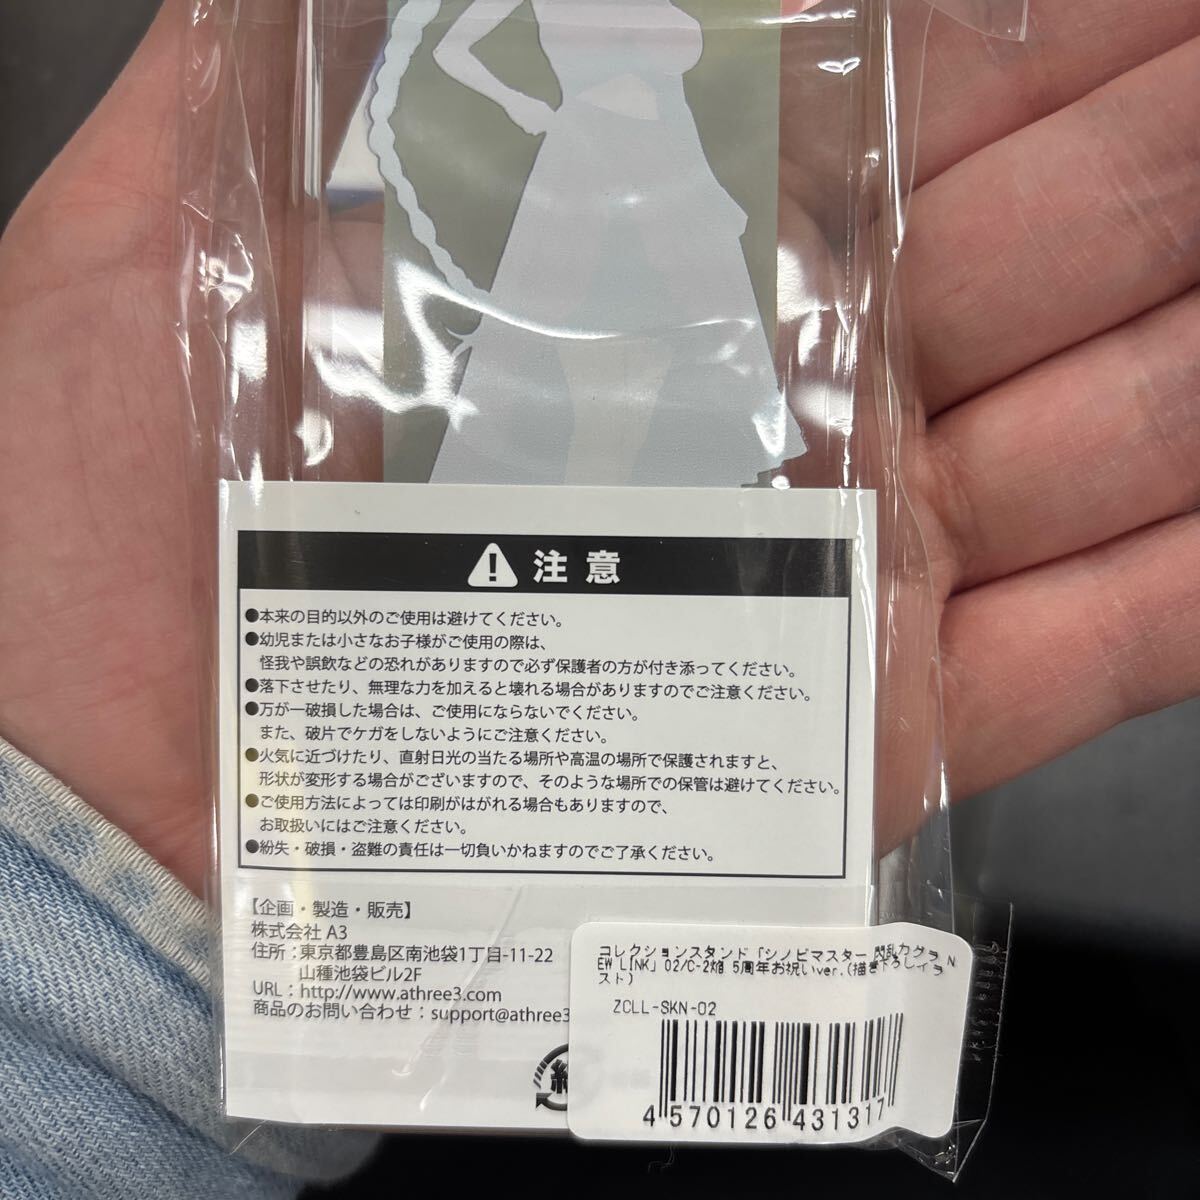 注意
●本来の目的以外のご使用は避けてください。
●幼児または小さなお子様がご使用の際は、
怪我や誤飲などの恐れがありますので必ず保護者の方が付き添ってください。
●落下させたり、無理な力を加えると壊れる場合がありますのでご注意ください。
●万が一破損した場合は、ご使用にならないでください。
また、破片でケガをしないようにご注意ください。
●火気に近づけたり、直射日光の当たる場所や高温の場所で保護されますと、
形状が変形する場合がございますので、そのような場所での保管は避けてください。
●ご使用方法によっては印刷がはがれる場合もありますので、
お取扱いにはご注意ください。
●紛失・破損・盗難の責任は一切負いかねますのでご了承ください。
【企画・製造・販売】
株式会社 A3
住所：東京都豊島区南池袋1丁目-11-22
山種池袋ビル2F
URL：http://www.athree3.com
商品のお問い合わせ：support@athree3
コレクションスタンド「シノビマスター 閃乱カグラ N
EW LINK」02/C-2焔 5周年お祝いver.(描き下ろしイラ
スト)
ZCLL-SKN-02
4570126431317